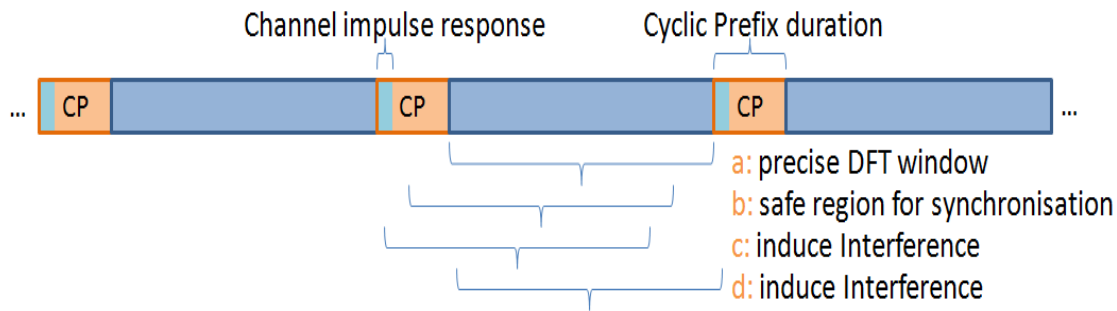 Channel impulse response
Cyclic Prefix duration
... CP CP CP ...
a: precise DFT window
b: safe region for synchronisation
c: induce Interference
d: induce Interference